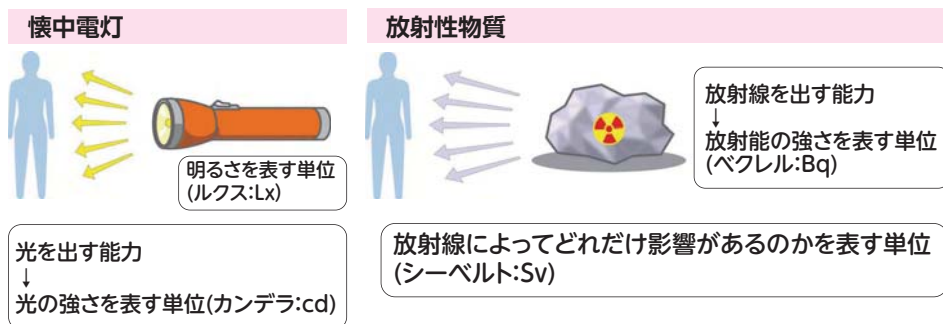 懐中電灯
明るさを表す単位
(ルクス:Lx)
光を出す能力
↓
光の強さを表す単位(カンデラ:cd)
放射性物質
放射線を出す能力
↓
放射能の強さを表す単位
(ベクレル:Bq)
放射線によってどれだけ影響があるのかを表す単位
(シーベルト:Sv)